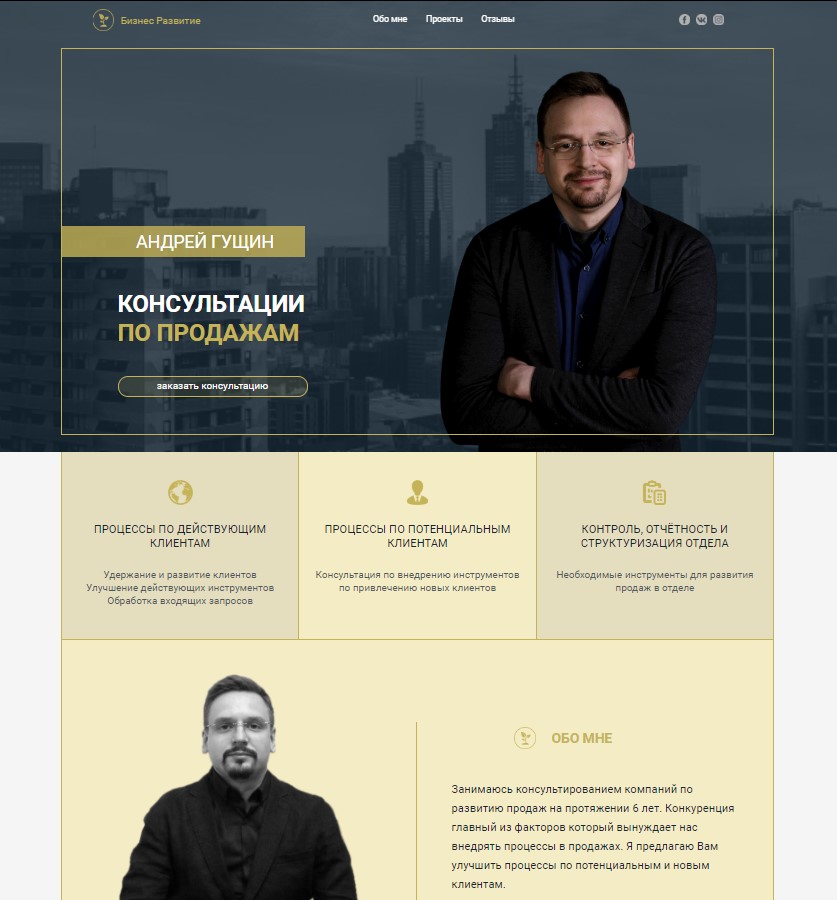 Бизнес Развитие
Обо мне Проекты Отзывы
АНДРЕЙ ГУЩИН
КОНСУЛЬТАЦИИ
ПО ПРОДАЖАМ
заказать консультацию
ПРОЦЕССЫ ПО ДЕЙСТВУЮЩИМ
КЛИЕНТАМ
Удержание и развитие клиентов
Улучшение действующих инструментов
Обработка входящих запросов
ПРОЦЕССЫ ПО ПОТЕНЦИАЛЬНЫМ
КЛИЕНТАМ
Консультация по внедрению инструментов
по привлечению новых клиентов
КОНТРОЛЬ, ОТЧЁТНОСТЬ И
СТРУКТУРИЗАЦИЯ ОТДЕЛА
Необходимые инструменты для развития
продаж в отделе
ОБО МНЕ
Занимаюсь консультированием компаний по
развитию продаж на протяжении 6 лет. Конкуренция
главный из факторов который вынуждает нас
внедрять процессы в продажах. Я предлагаю Вам
улучшить процессы по потенциальным и новым
клиентам.